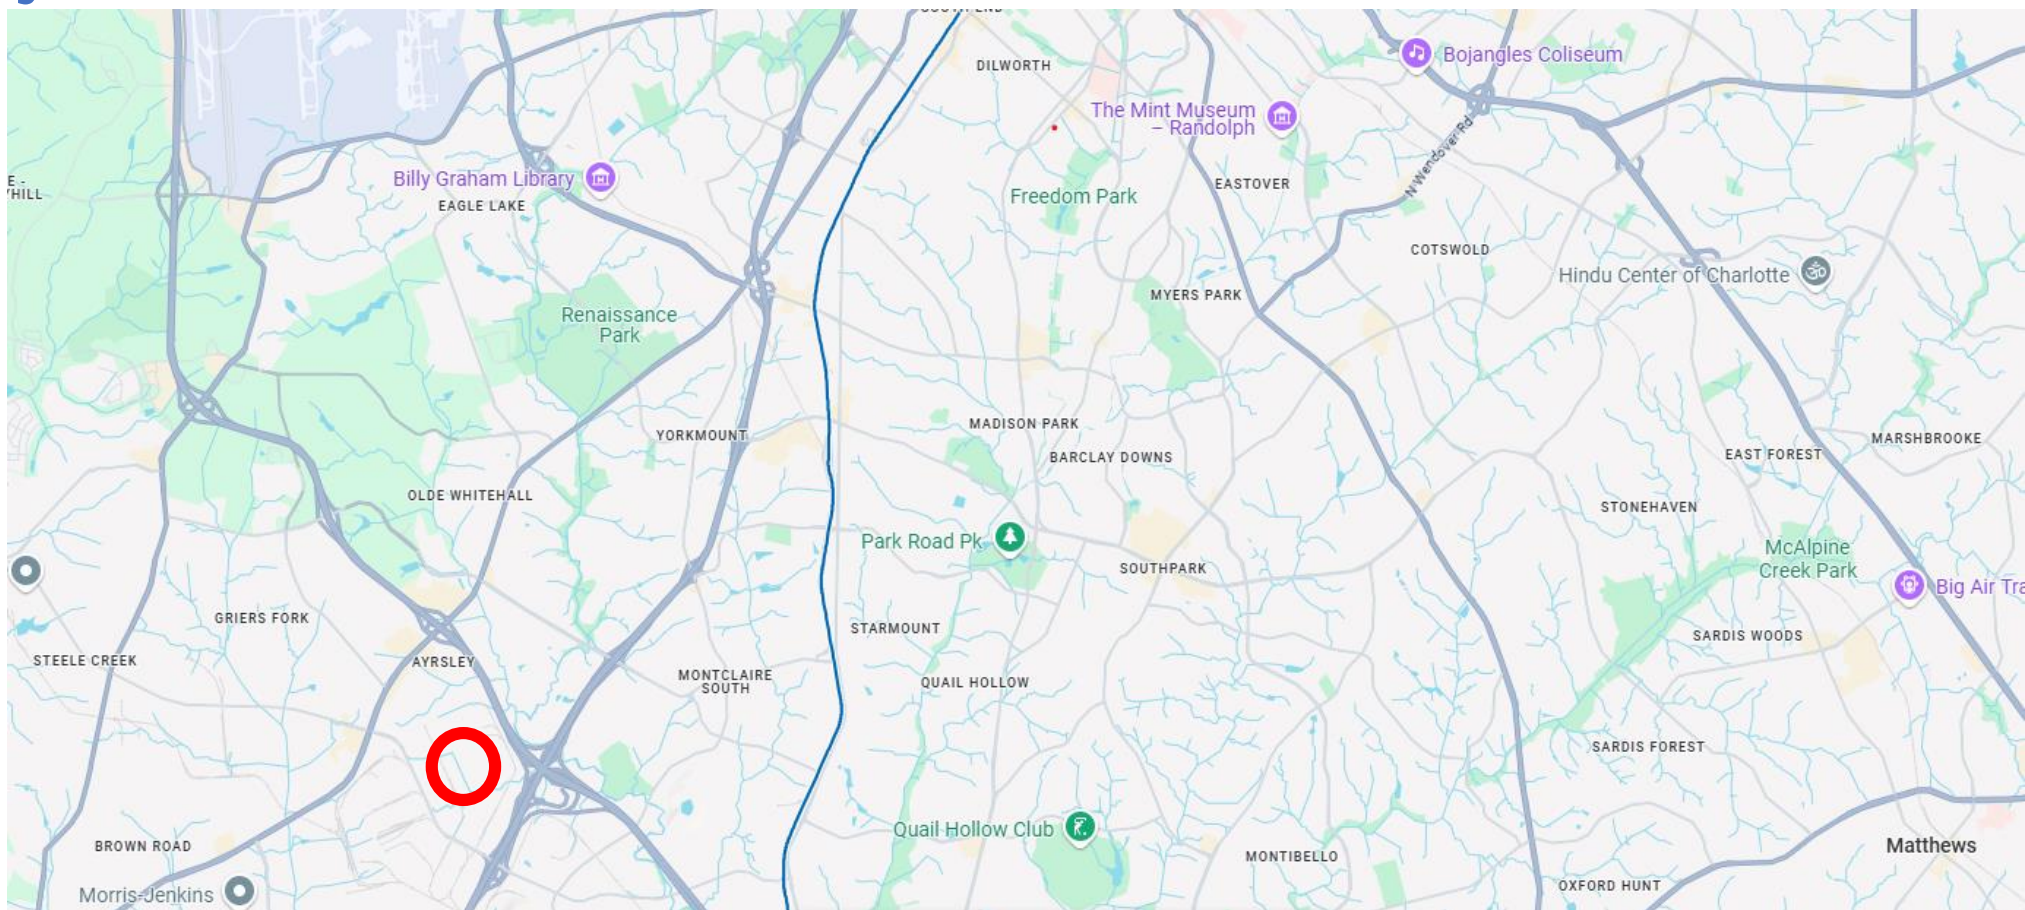 DILWORTH
Bojangles Coliseum
The Mint Museum
– Randolph
N Wendover Rd
Billy Graham Library
EAGLE LAKE
Freedom Park
EASTOVER
COTSWOLD
Hindu Center of Charlotte
MYERS PARK
Renaissance
Park
MADISON PARK
YORKMOUNT
BARCLAY DOWNS
EAST FOREST
MARSHBROOKE
OLDE WHITEHALL
STONEHAVEN
Park Road Pk
McAlpine
Creek Park
SOUTHPARK
Big Air Tra
GRIERS FORK
STARMOUNT
SARDIS WOODS
STEELE CREEK
AYRSLEY
MONTCLAIRE
SOUTH
QUAIL HOLLOW
SARDIS FOREST
Quail Hollow Club
BROWN ROAD
MONTIBELLO
Matthews
Morris-Jenkins
OXFORD HUNT